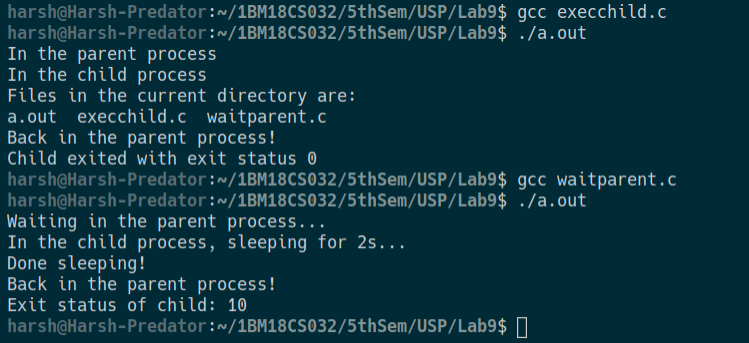 harsh@Harsh-Predator:~/1BM18CS032/5thSem/USP/Lab9$ gcc execchild.c
harsh@Harsh-Predator:~/1BM18CS032/5thSem/USP/Lab9$ ./a.out
In the parent process
In the child process
Files in the current directory are:
a.out  execchild.c  waitparent.c
Back in the parent process!
Child exited with exit status 0
harsh@Harsh-Predator:~/1BM18CS032/5thSem/USP/Lab9$ gcc waitparent.c
harsh@Harsh-Predator:~/1BM18CS032/5thSem/USP/Lab9$ ./a.out
Waiting in the parent process...
In the child process, sleeping for 2s...
Done sleeping!
Back in the parent process!
Exit status of child: 10
harsh@Harsh-Predator:~/1BM18CS032/5thSem/USP/Lab9$